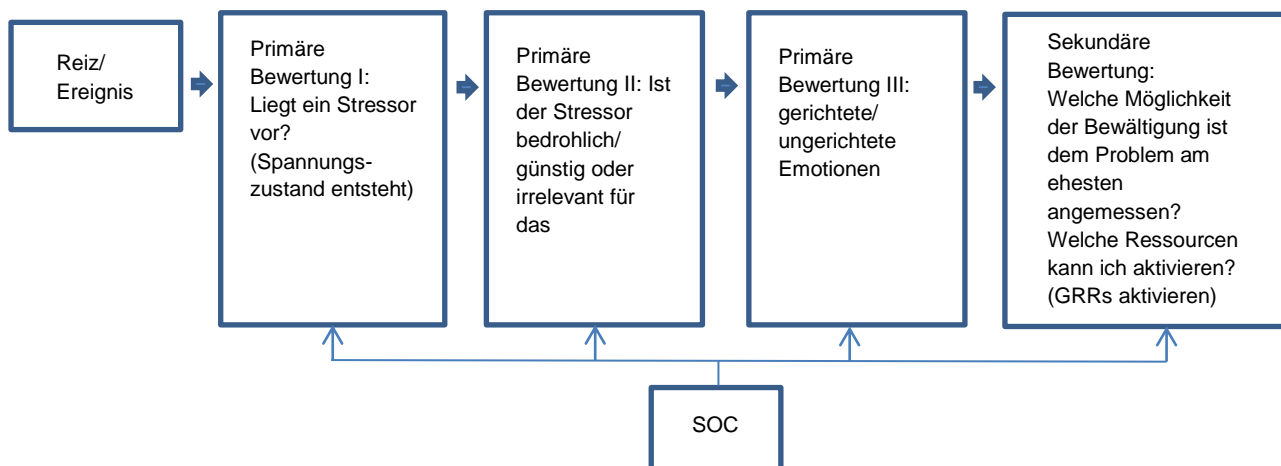 Reiz/
Ereignis
Primäre
Bewertung I:
Liegt ein Stressor
vor?
(Spannungs-
zustand entsteht)
Primäre
Bewertung II: Ist
der Stressor
bedrohlich/
günstig oder
irrelevant für
das
Primäre
Bewertung III:
gerichtete/
ungerichtete
Emotionen
Sekundäre
Bewertung:
Welche Möglichkeit
der Bewältigung ist
dem Problem am
ehesten
angemessen?
Welche Ressourcen
kann ich aktivieren?
(GRRs aktivieren)
SOC